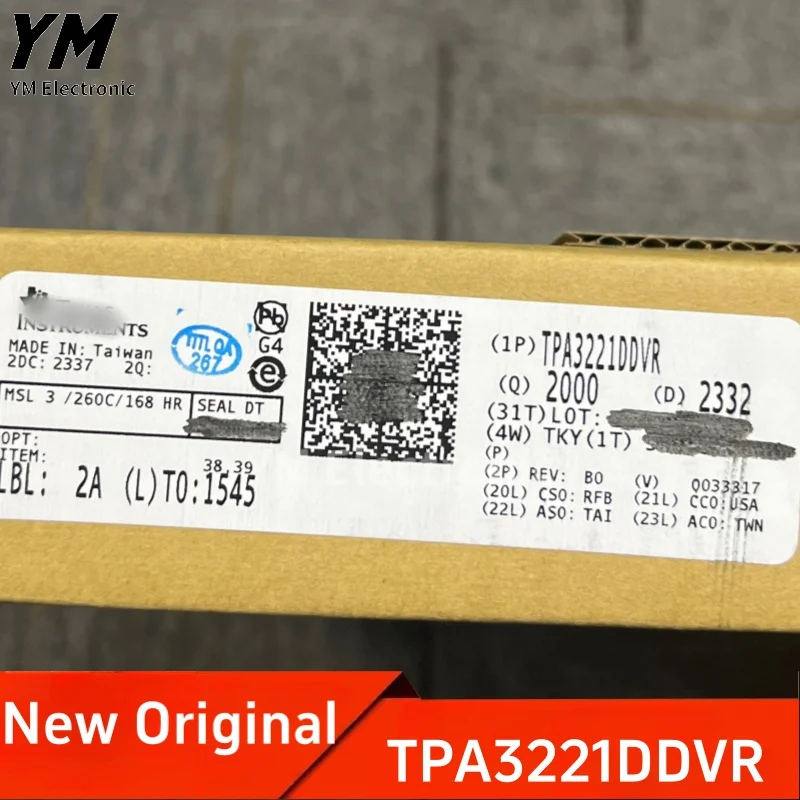 YM
YM Electronic
INSTRUMENTS
MADE IN: Taiwan
2DC: 2337 2Q:
TITL OA
267
Pb
G4
e
MSL 3 /260C/168 HR
SEAL DT
OPT:
ITEM:
38,39
LBL: 2A (L)TO:1545
(1P) TPA3221DDVR
(Q) 2000 (D) 2332
(31T) LOT:
(4W) TKY(1T)
(P)
(2P) REV: B0 (V) 0033317
(20L) CSO: RFB (21L) CCO:USA
(22L) ASO: TAI (23L) ACO: TWN
New Original
TPA3221DDVR